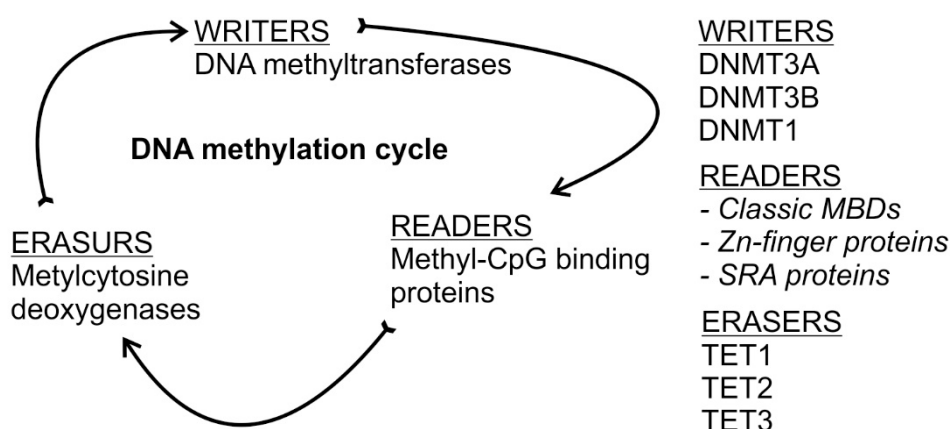 WRITERS
DNA methyltransferases
DNA methylation cycle
READERS
Methyl-CpG binding
proteins
ERASURS
Metylcytosine
deoxygenases
WRITERS
DNMT3A
DNMT3B
DNMT1
READERS
- Classic MBDs
- Zn-finger proteins
- SRA proteins
ERASERS
TET1
TET2
TET3